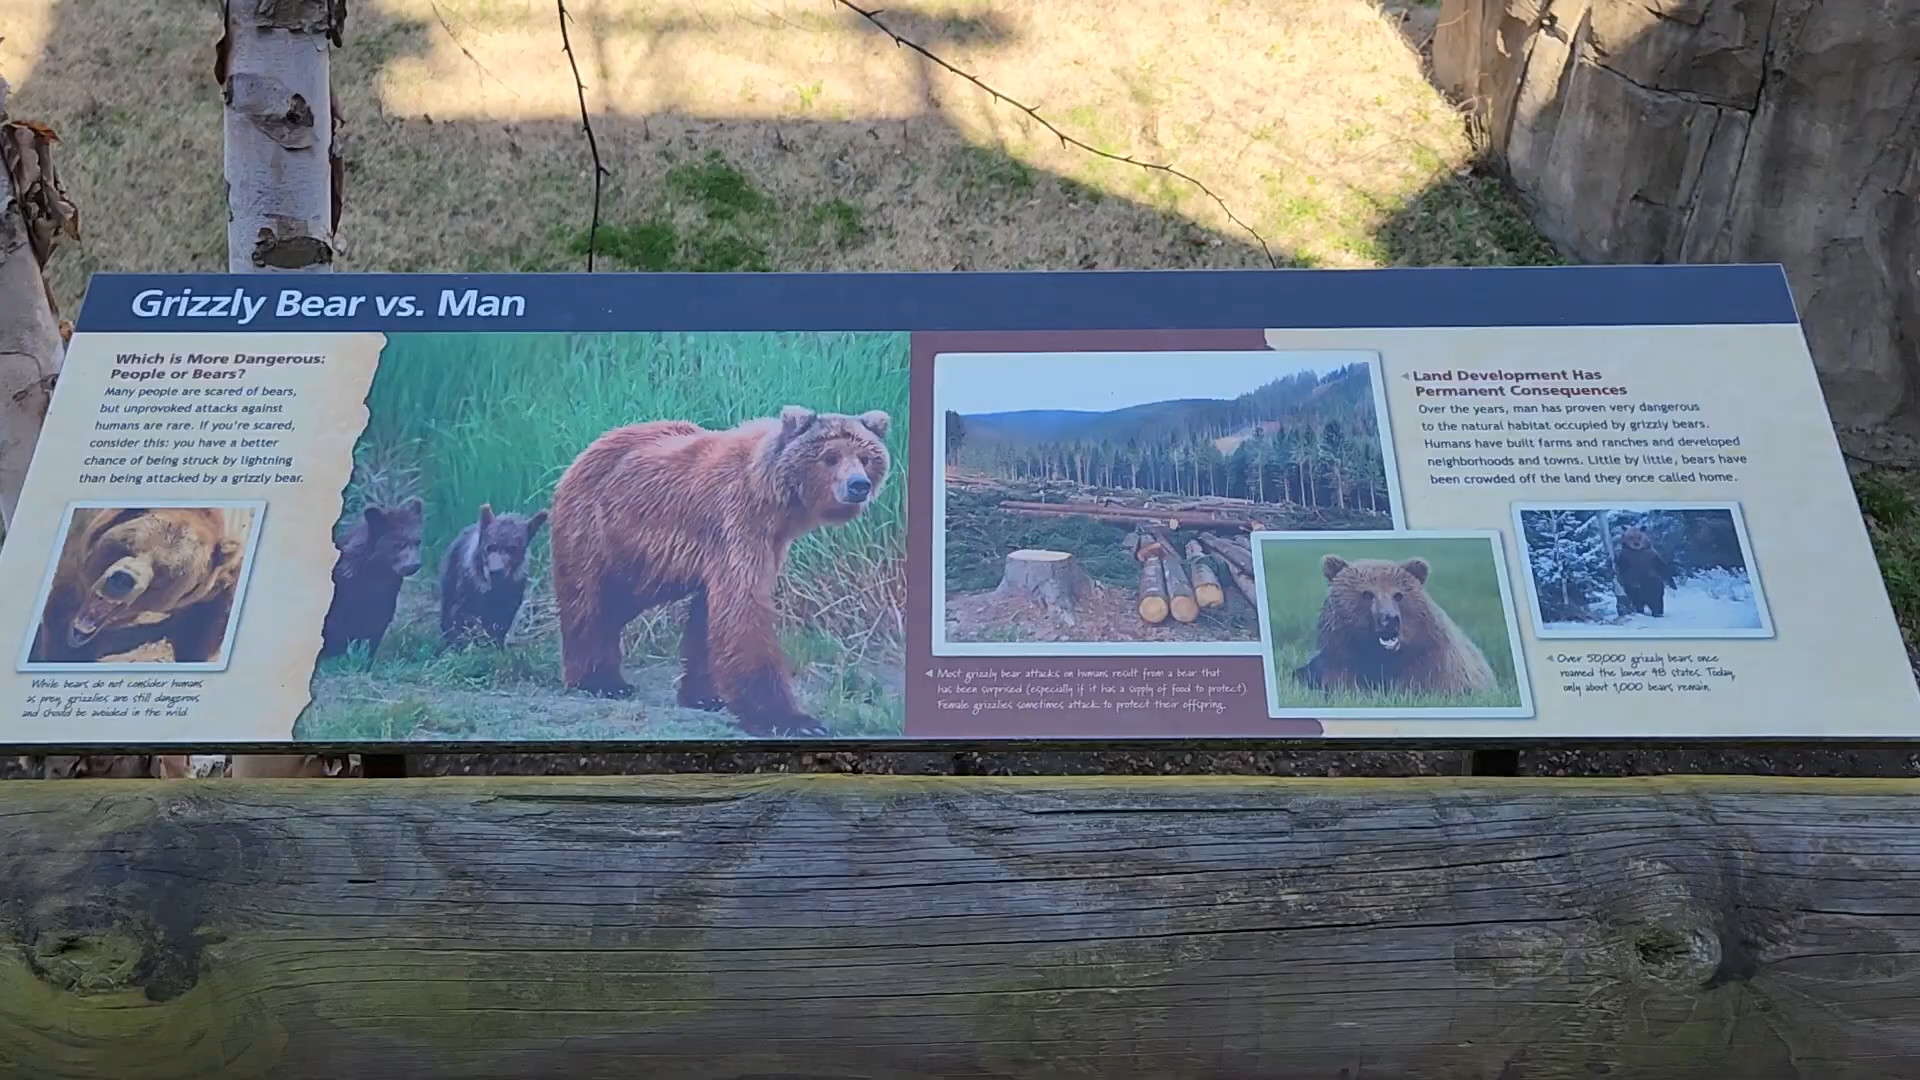 Grizzly Bear vs. Man
Which is More Dangerous:
People or Bears?
Many people are scared of bears,
but unprovoked attacks against
humans are rare. If you're scared,
consider this: you have a better
chance of being struck by lightning
than being attacked by a grizzly bear.
While bears do not consider humans
as prey, grizzlies are still dangerous
and should be avoided in the wild.
Most grizzly bear attacks on humans result from a bear that
has been surprised (especially if it has a supply of food to protect).
Female grizzlies sometimes attack to protect their offspring.
Land Development Has
Permanent Consequences
Over the years, man has proven very dangerous
to the natural habitat occupied by grizzly bears.
Humans have built farms and ranches and developed
neighborhoods and towns. Little by little, bears have
been crowded off the land they once called home.
Over 50,000 grizzly bears once
roamed the lower 48 states. Today,
only about 1,000 bears remain.